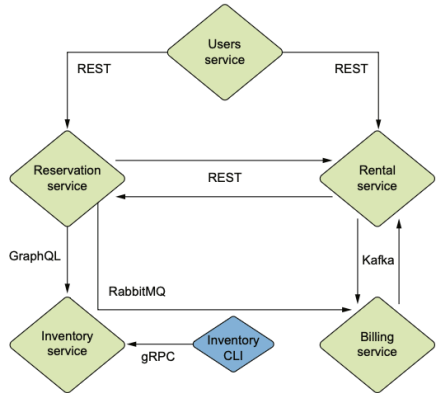 Users
service
REST
REST
Reservation
service
REST
Rental
service
GraphQL
Kafka
RabbitMQ
Inventory
service
gRPC
Inventory
CLI
Billing
service